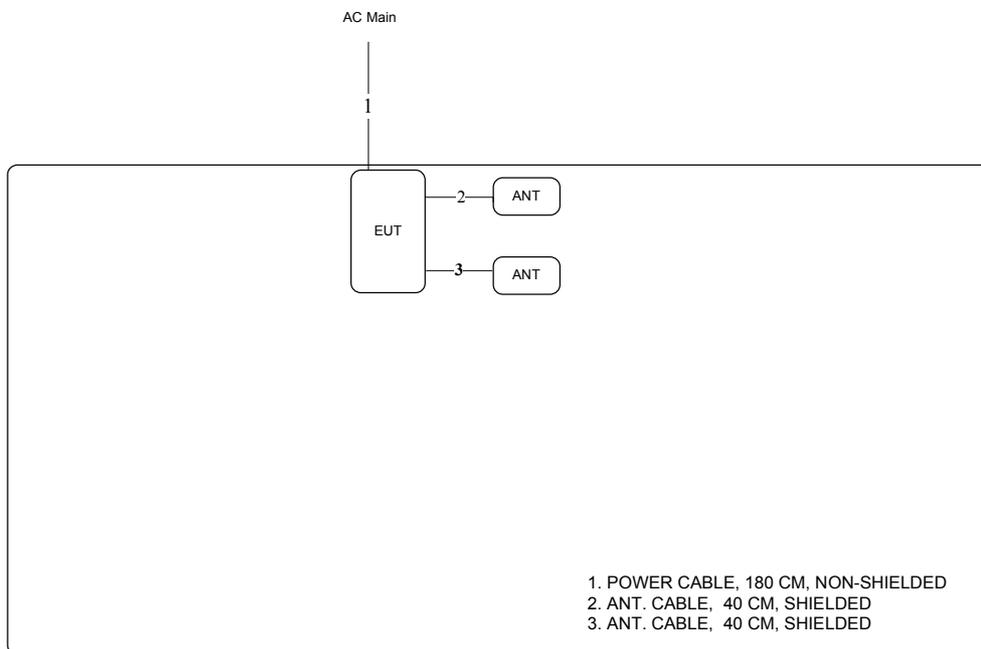 AC Main
1
EUT
2
ANT
3
ANT
1. POWER CABLE, 180 CM, NON-SHIELDED
2. ANT. CABLE,  40 CM, SHIELDED
3. ANT. CABLE,  40 CM, SHIELDED